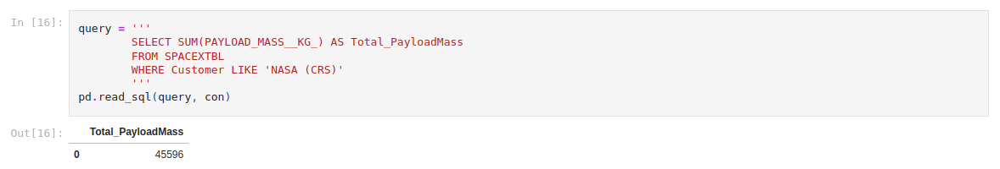 In [16]:
query = '''
SELECT SUM(PAYLOAD_MASS__KG_) AS Total_PayloadMass
FROM SPACEXTBL
WHERE Customer LIKE 'NASA (CRS)'
'''
pd.read_sql(query, con)
Out[16]:
Total_PayloadMass
0 45596